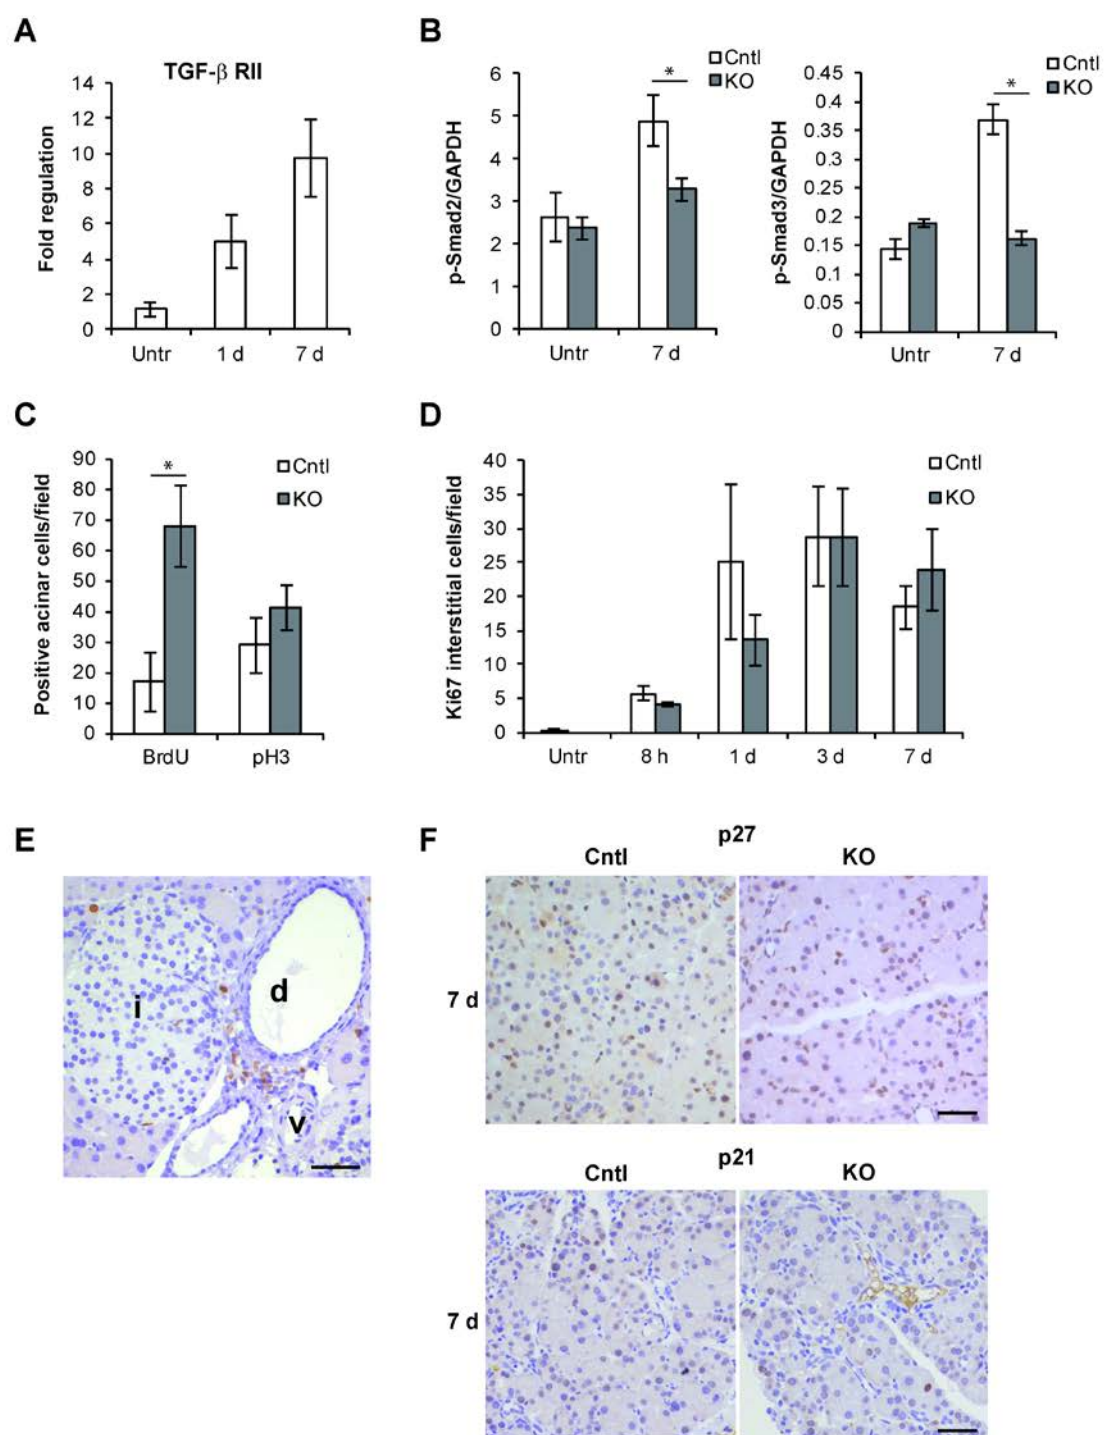 A
TGF-β RII
Fold regulation
14
12
10
8
6
4
2
0
Untr 1 d 7 d
B
p-Smad2/GAPDH
6
5
4
3
2
1
0
*
Cntl
KO
Untr 7 d
p-Smad3/GAPDH
0.45
0.4
0.35
0.3
0.25
0.2
0.15
0.1
0.05
0
*
Cntl
KO
Untr 7 d
C
Positive acinar cells/field
90
80
70
60
50
40
30
20
10
0
*
Cntl
KO
BrdU pH3
D
Ki67 interstitial cells/field
40
35
30
25
20
15
10
5
0
Cntl
KO
Untr 8 h 1 d 3 d 7 d
E
i
d
v
F
p27
Cntl KO
7 d
p21
Cntl KO
7 d